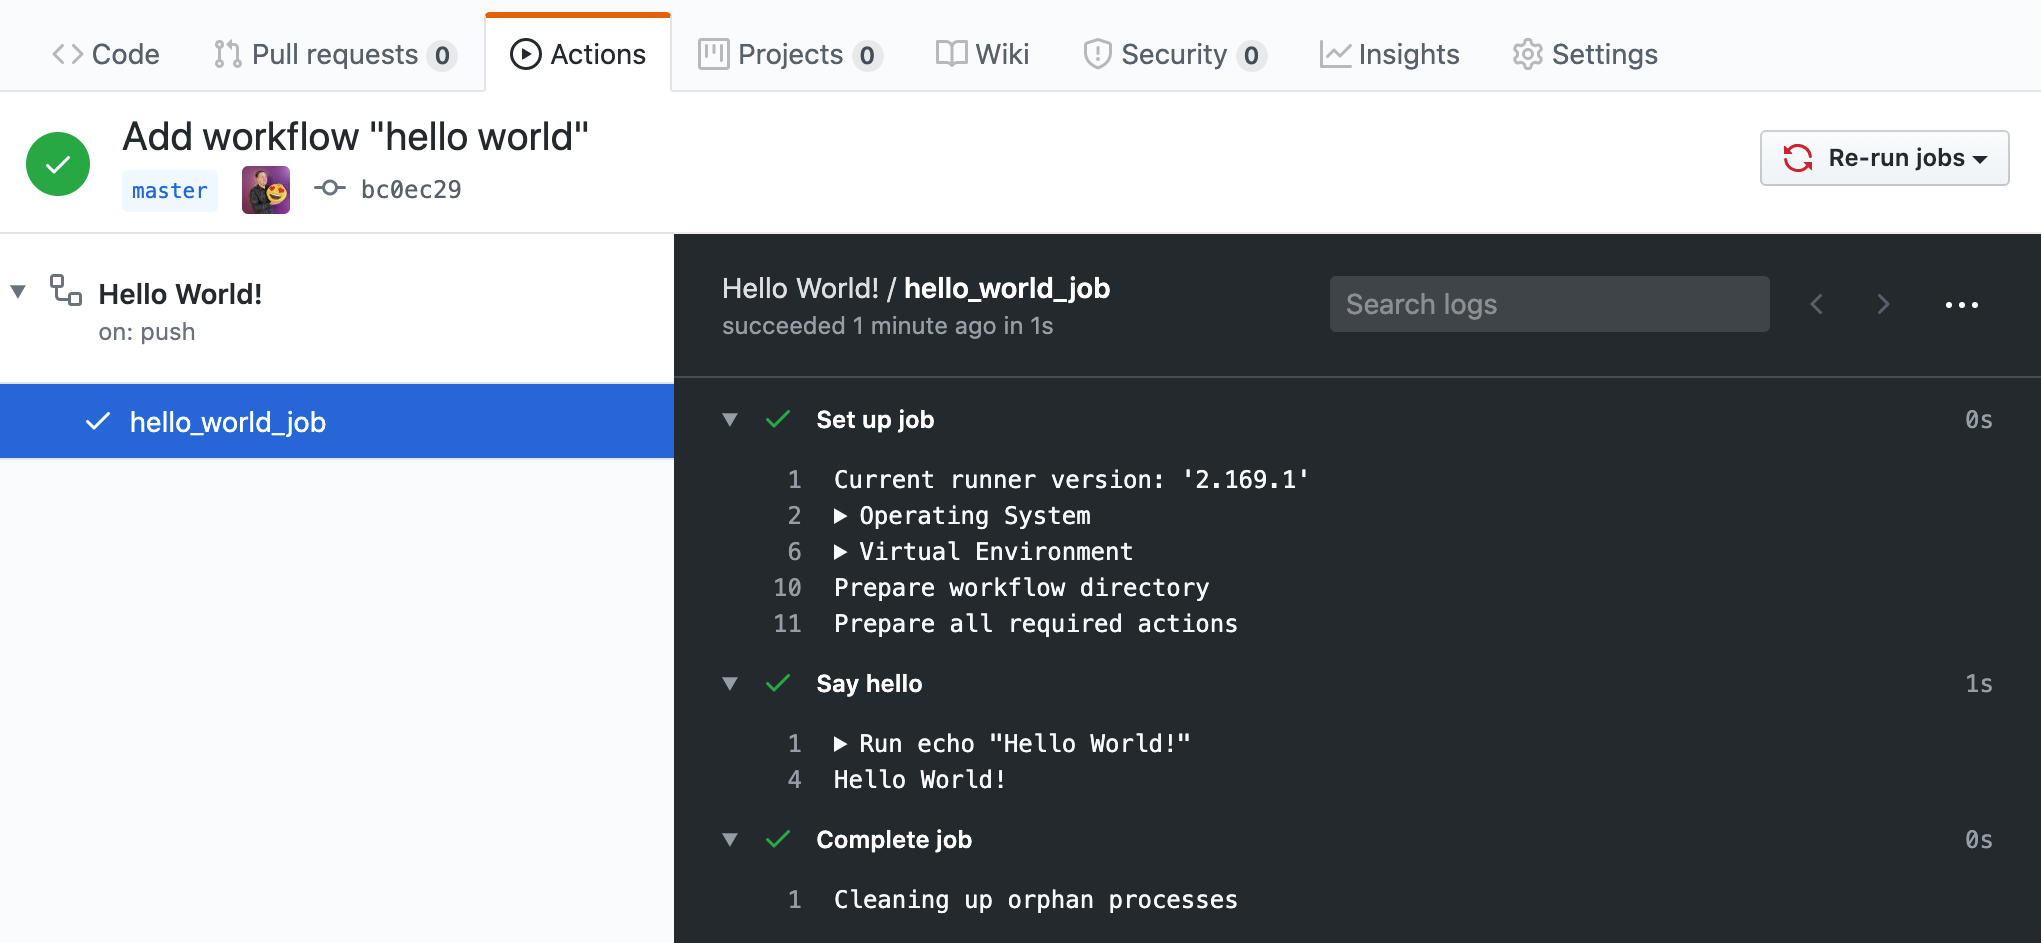 Code Pull requests 0 Actions Projects 0 Wiki Security 0 Insights Settings
Add workflow "hello world"
master bc0ec29
Re-run jobs
Hello World!
on: push
hello_world_job
Hello World! / hello_world_job
succeeded 1 minute ago in 1s
Search logs
Set up job 0s
1 Current runner version: '2.169.1'
2 Operating System
6 Virtual Environment
10 Prepare workflow directory
11 Prepare all required actions
Say hello 1s
1 Run echo "Hello World!"
4 Hello World!
Complete job 0s
1 Cleaning up orphan processes